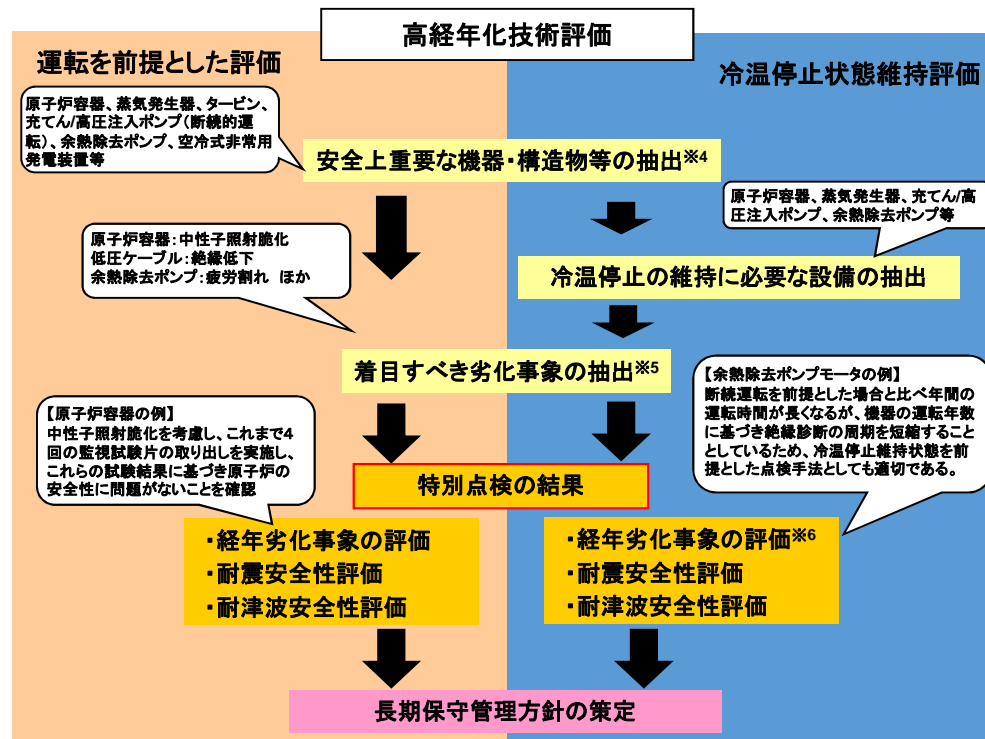 高経年化技術評価
運転を前提とした評価
冷温停止状態維持評価
原子炉容器、蒸気発生器、タービン、
充てん/高圧注入ポンプ(断続的運
転)、余熱除去ポンプ、空冷式非常用
発電装置等
安全上重要な機器・構造物等の抽出※4
原子炉容器、蒸気発生器、充てん/高
圧注入ポンプ、余熱除去ポンプ等
原子炉容器:中性子照射脆化
低圧ケーブル:絶縁低下
余熱除去ポンプ:疲労割れ ほか
冷温停止の維持に必要な設備の抽出
着目すべき劣化事象の抽出※5
【余熱除去ポンプモータの例】
断続運転を前提とした場合と比べ年間の
運転時間が長くなるが、機器の運転年数
に基づき絶縁診断の周期を短縮すること
としているため、冷温停止維持状態を前
提とした点検手法としても適切である。
【原子炉容器の例】
中性子照射脆化を考慮し、これまで4
回の監視試験片の取り出しを実施し、
これらの試験結果に基づき原子炉の
安全性に問題がないことを確認
特別点検の結果
・経年劣化事象の評価
・耐震安全性評価
・耐津波安全性評価
・経年劣化事象の評価※6
・耐震安全性評価
・耐津波安全性評価
長期保守管理方針の策定